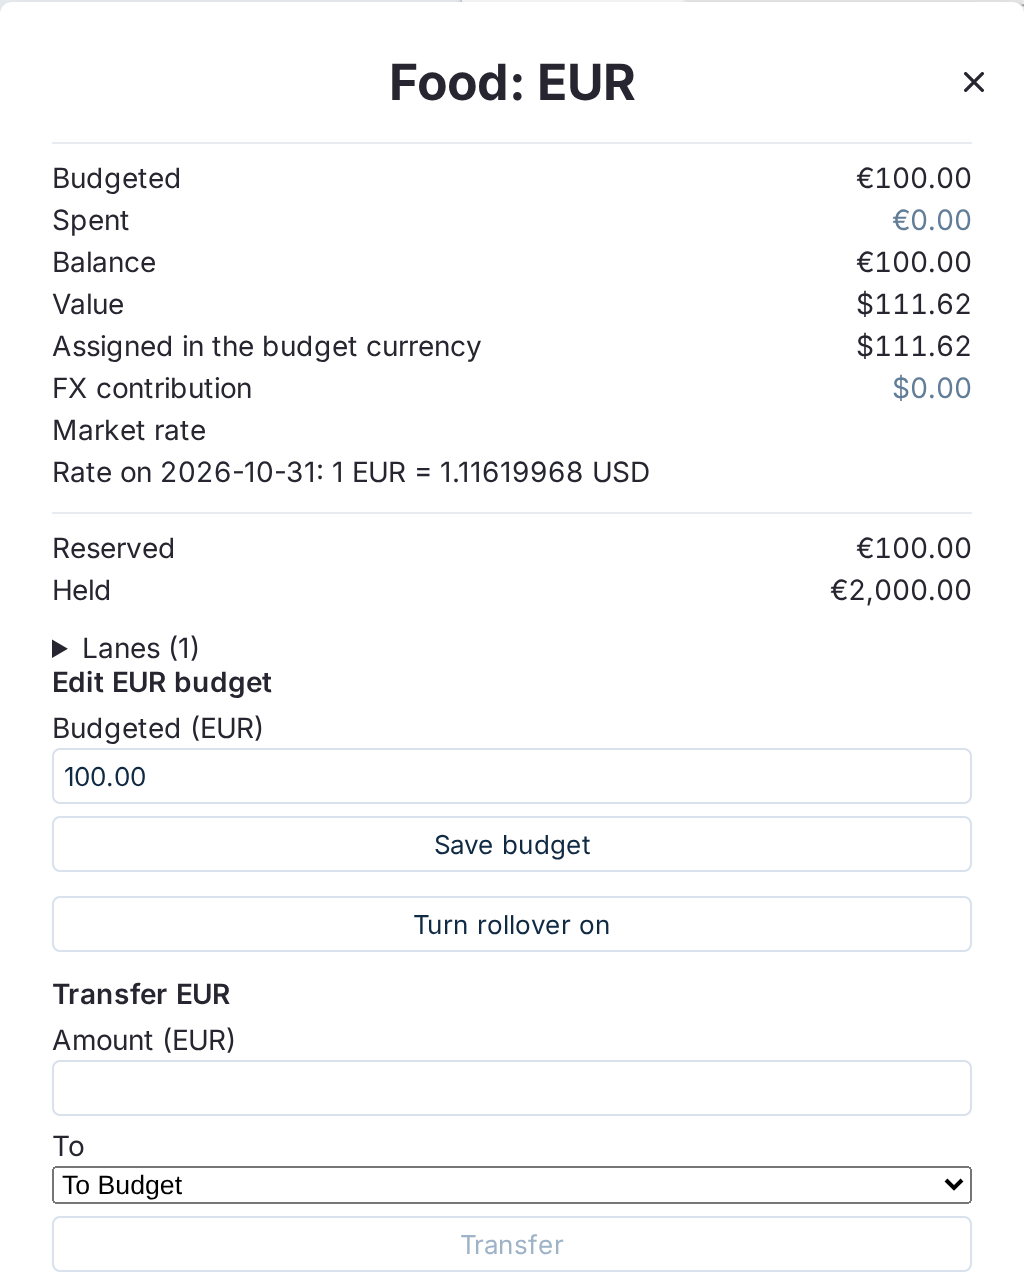 Food: EUR
Budgeted €100.00
Spent €0.00
Balance €100.00
Value $111.62
Assigned in the budget currency $111.62
FX contribution $0.00
Market rate
Rate on 2026-10-31: 1 EUR = 1.11619968 USD
Reserved €100.00
Held €2,000.00
Lanes (1)
Edit EUR budget
Budgeted (EUR)
100.00
Save budget
Turn rollover on
Transfer EUR
Amount (EUR)
To
To Budget
Transfer